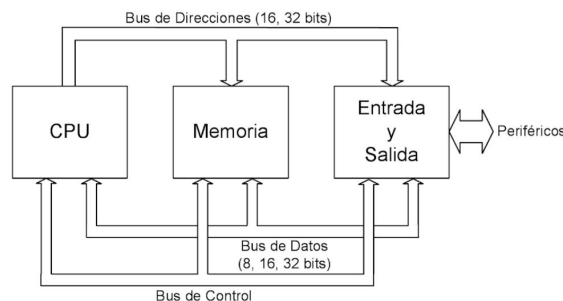 Bus de Direcciones (16, 32 bits)
CPU
Memoria
Entrada
y
Salida
Periféricos
Bus de Datos
(8, 16, 32 bits)
Bus de Control